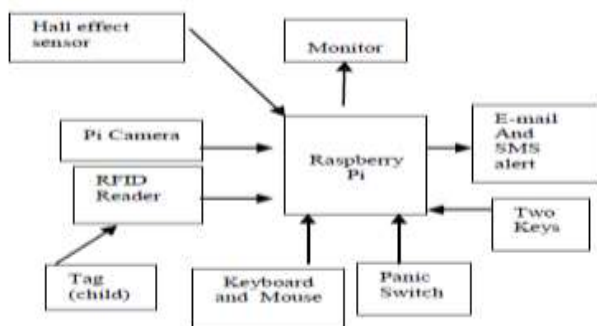 Hall effect
sensor
Monitor
Pi Camera
RFID
Reader
Raspberry
Pi
E-mail
And
SMS
alert
Two
Keys
Tag
(child)
Keyboard
and Mouse
Panic
Switch